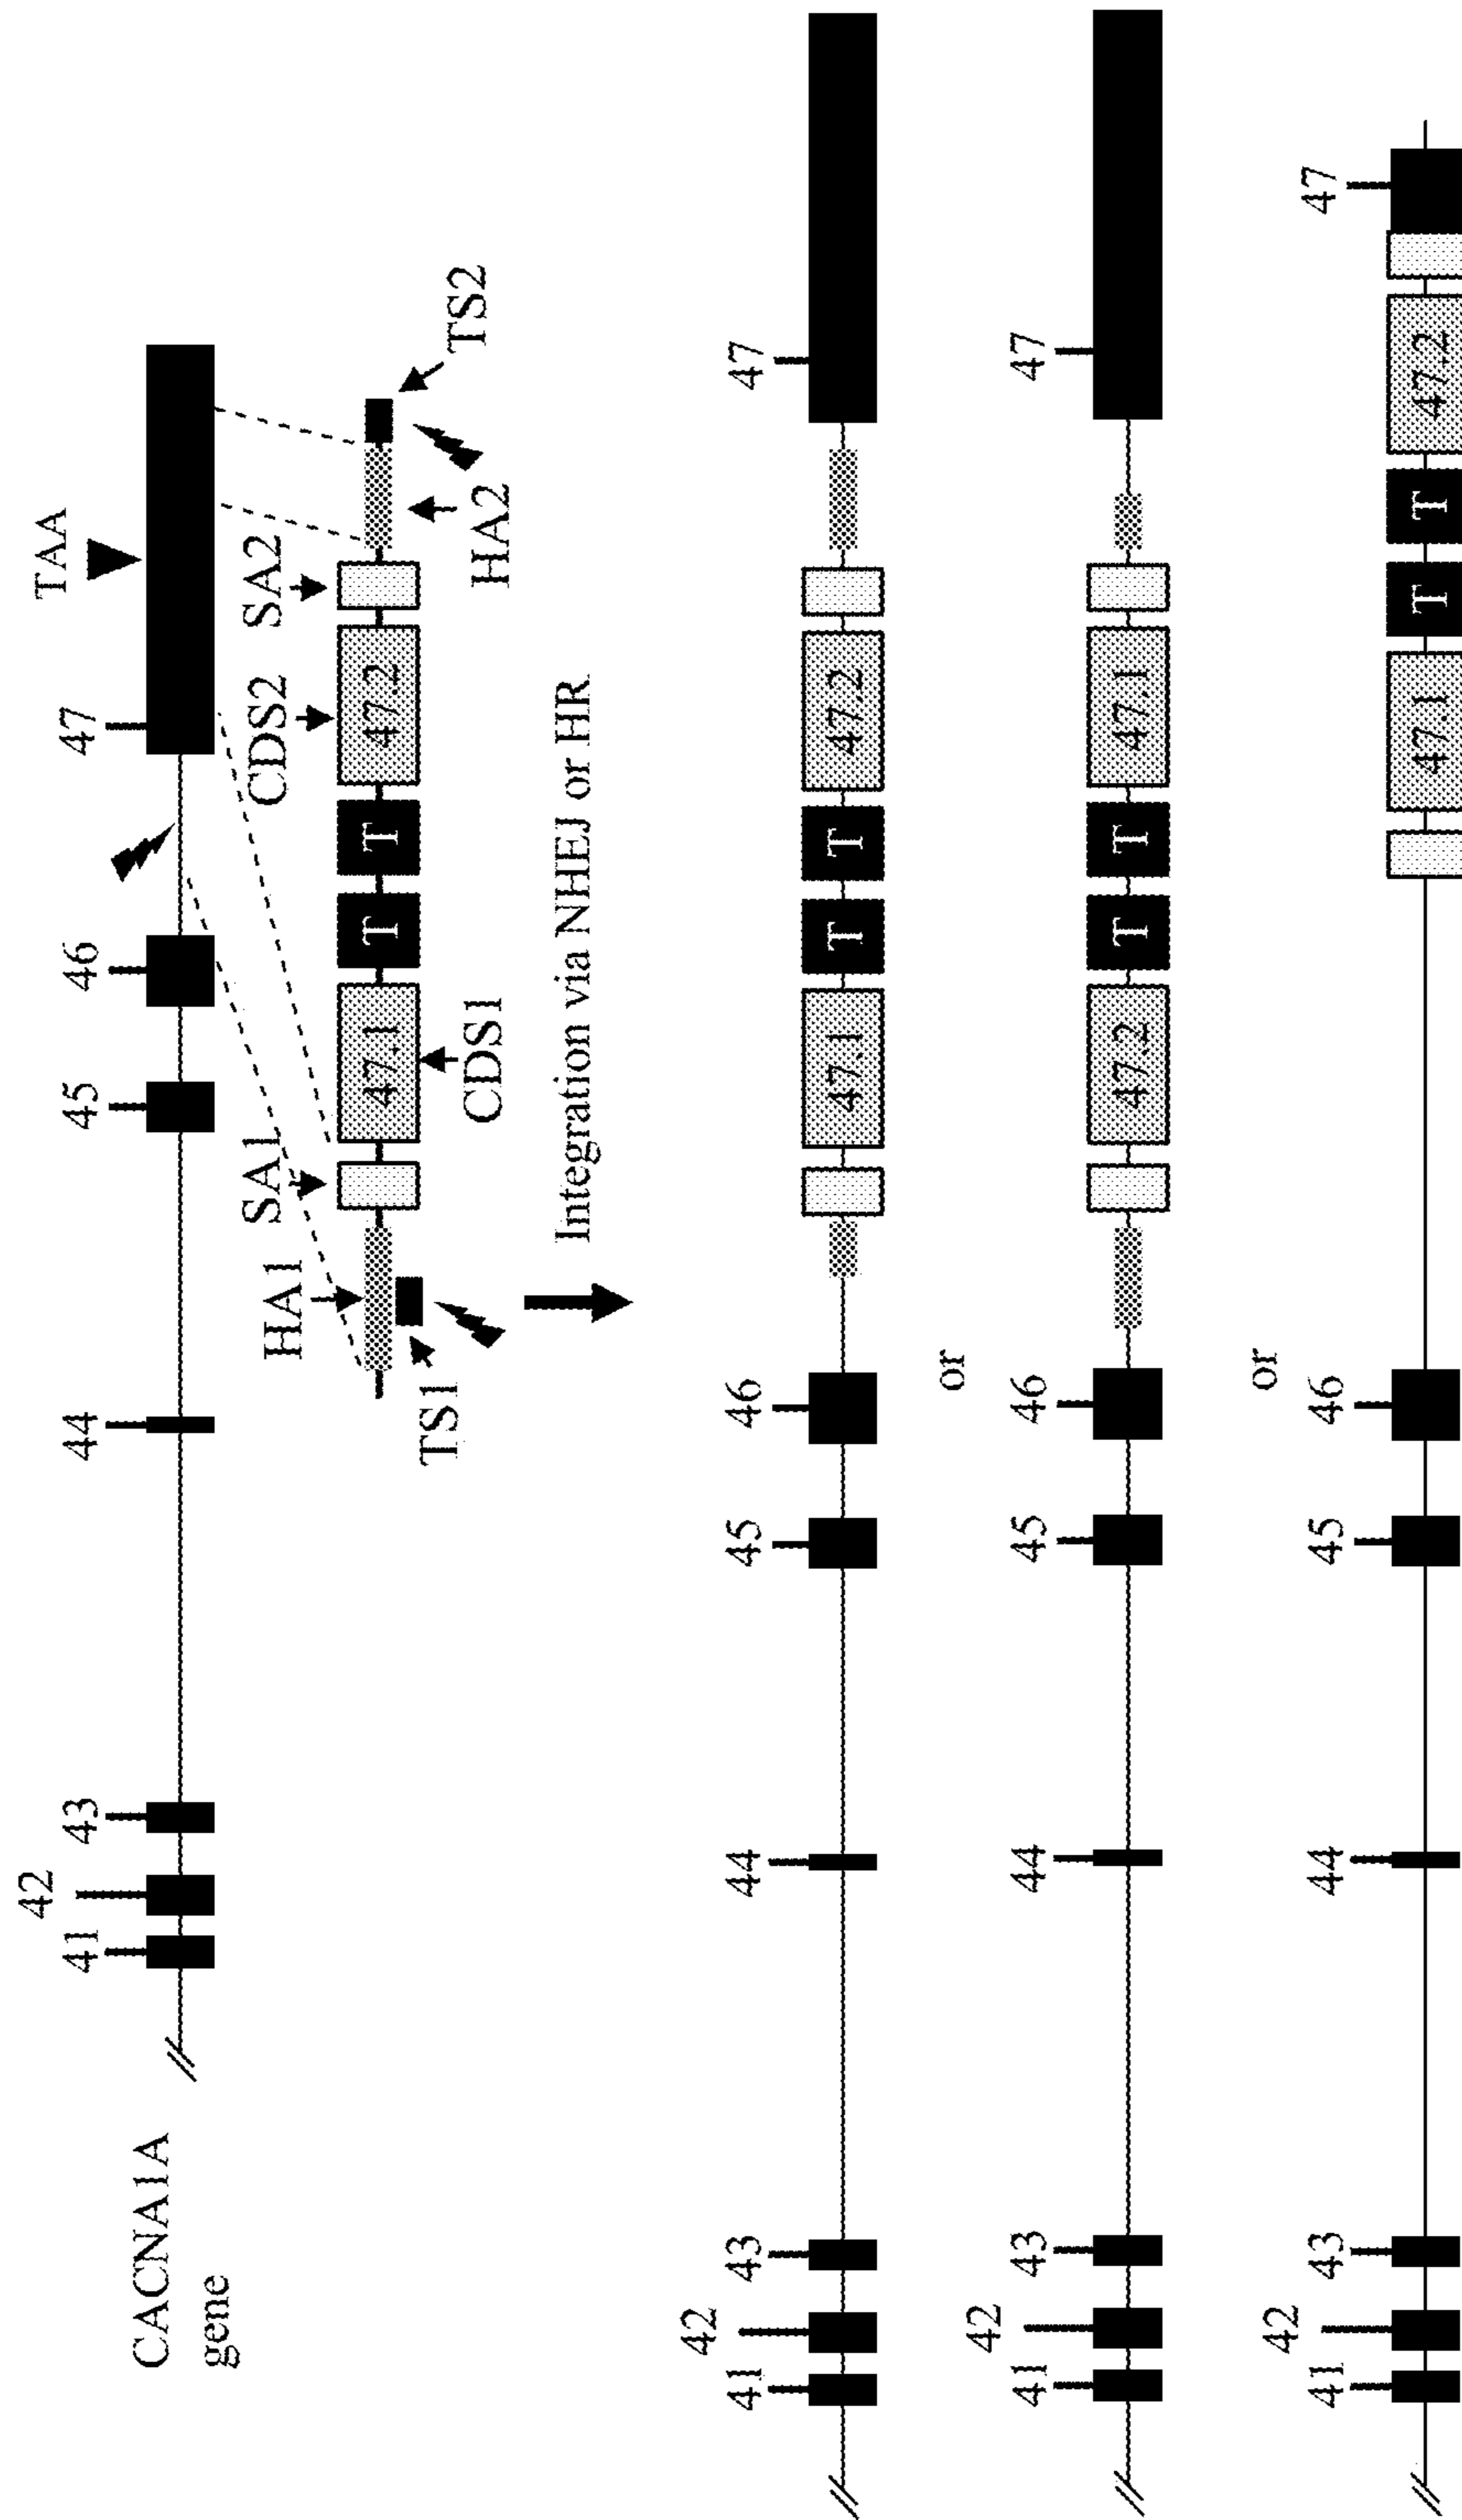 CACNA1A
gene
41
42
43
44
45
46
47
TAA
HA1
SA1
CDS2
SA2
TS1
47.1
T
T
47.2
CDS1
HA2
TS2
Integration via NHEJ or HR
41
42
43
44
45
46
47.1
T
T
47.2
47
or
41
42
43
44
45
46
47.2
T
T
47.1
47
or
41
42
43
44
45
46
47.1
T
T
47.2
47